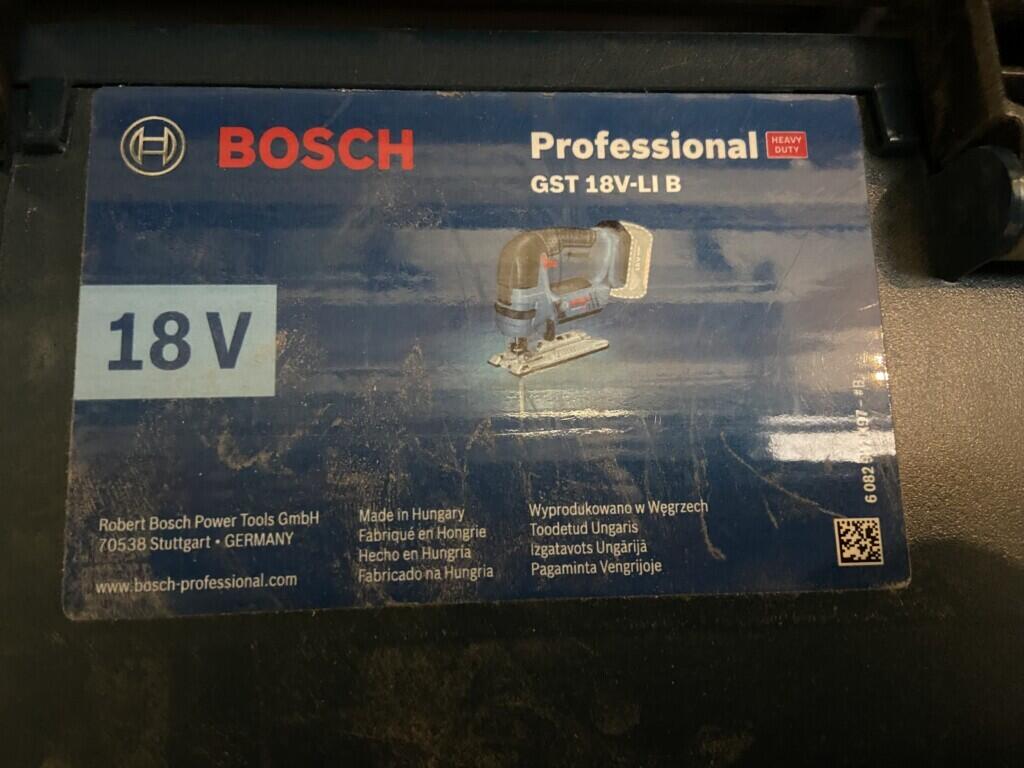 BOSCH
Professional HEAVY DUTY
GST 18V-LI B
18 V
Robert Bosch Power Tools GmbH
70538 Stuttgart • GERMANY
www.bosch-professional.com
Made in Hungary
Fabriqué en Hongrie
Hecho en Hungría
Fabricado na Hungria
Wyprodukowano w Węgrzech
Toodetud Ungaris
Izgatavots Ungārijā
Pagaminta Vengrijoje
6 082